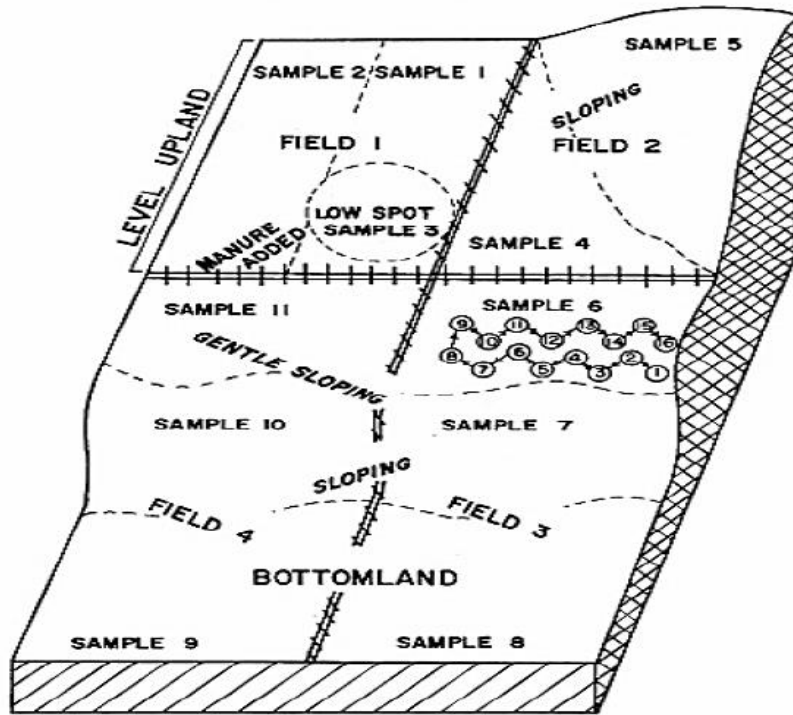 SAMPLE 5
SAMPLE 2 SAMPLE 1
SLOPING
LEVEL UPLAND
FIELD 1
FIELD 2
LOW SPOT
SAMPLE 3
MANURE
ADDED
SAMPLE 4
SAMPLE 11
SAMPLE 6
9 10 11 12 13 14 15 16
8 7 6 5 4 3 2 1
GENTLE SLOPING
SAMPLE 10
SAMPLE 7
SLOPING
FIELD 4
FIELD 3
BOTTOMLAND
SAMPLE 9
SAMPLE 8